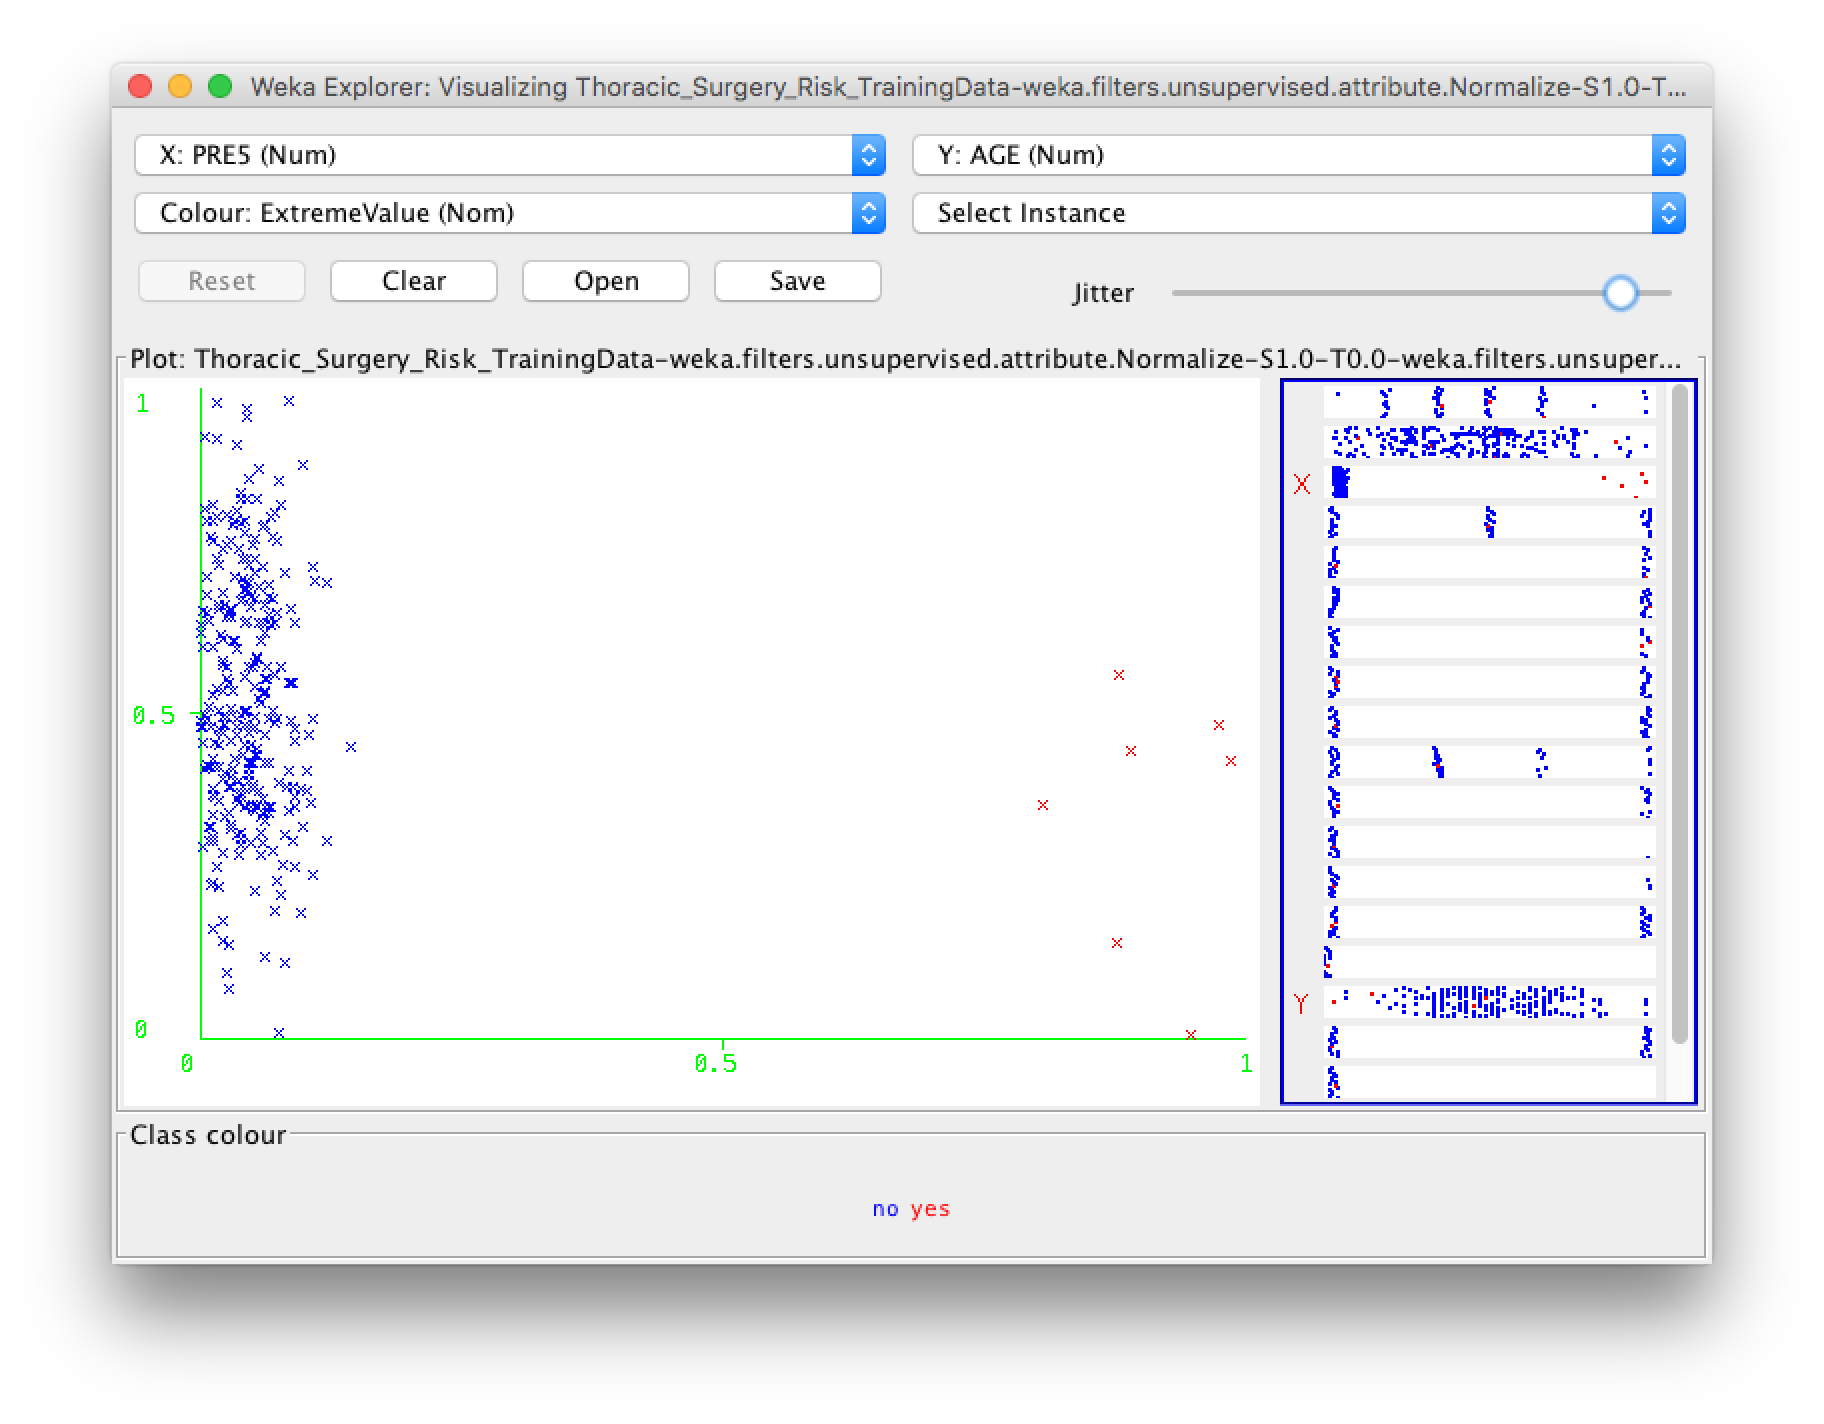 Weka Explorer: Visualizing Thoracic_Surgery_Risk_TrainingData-weka.filters.unsupervised.attribute.Normalize-S1.0-T...
X: PRE5 (Num) Y: AGE (Num)
Colour: ExtremeValue (Nom) Select Instance
Reset Clear Open Save Jitter
Plot: Thoracic_Surgery_Risk_TrainingData-weka.filters.unsupervised.attribute.Normalize-S1.0-T0.0-weka.filters.unsuper...
1
X
0.5
Y
0
0 0.5 1
Class colour
no yes